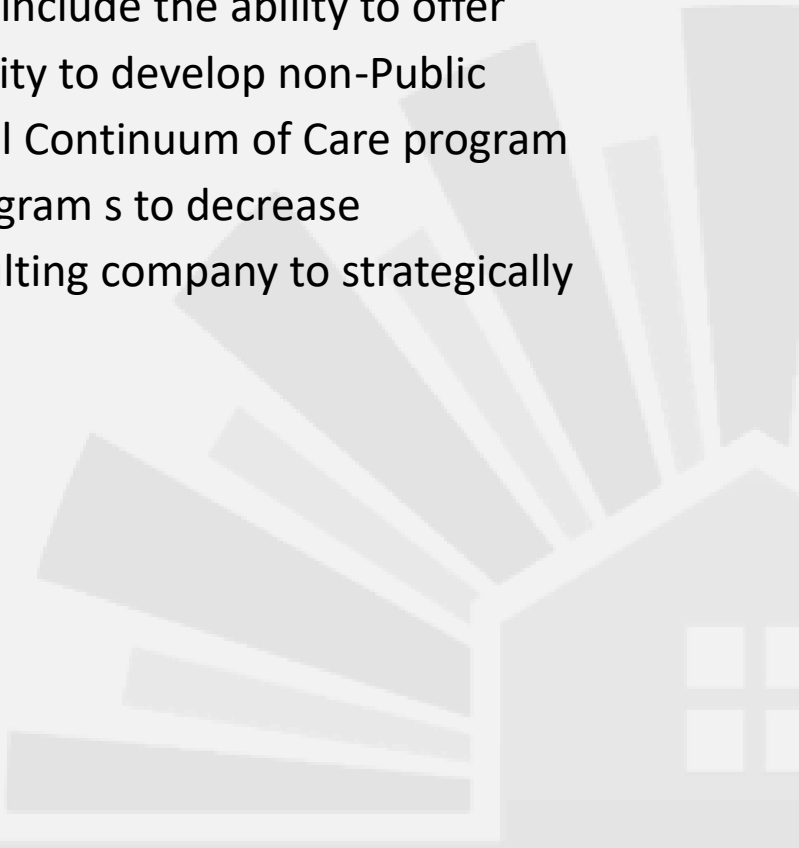 include the ability to offer
ity to develop non-Public
l Continuum of Care program
gram s to decrease
lting company to strategically